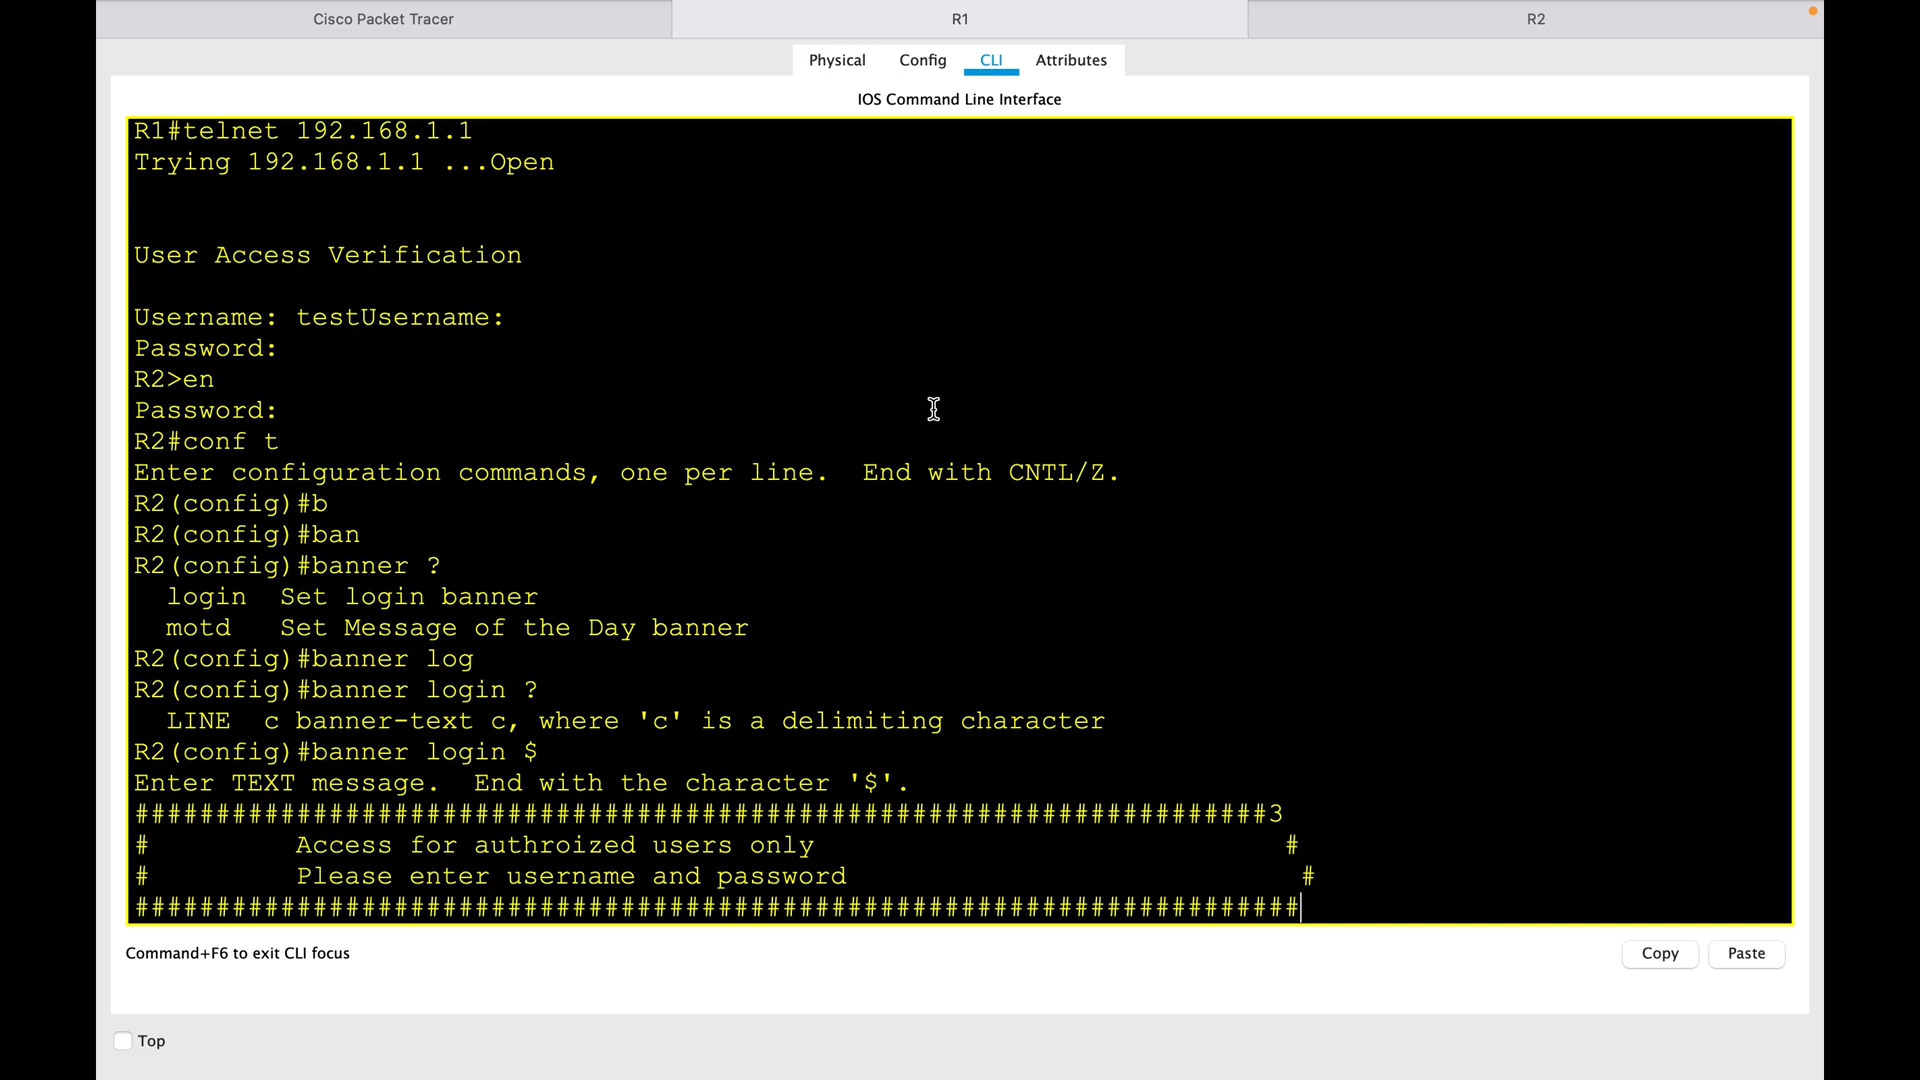 Cisco Packet Tracer
R1
R2
Physical
Config
CLI
Attributes
IOS Command Line Interface
R1#telnet 192.168.1.1
Trying 192.168.1.1 ...Open
User Access Verification
Username: testUsername:
Password:
R2>en
Password:
R2#conf t
Enter configuration commands, one per line.  End with CNTL/Z.
R2(config)#b
R2(config)#ban
R2(config)#banner ?
  login  Set login banner
  motd   Set Message of the Day banner
R2(config)#banner log
R2(config)#banner login ?
  LINE  c banner-text c, where 'c' is a delimiting character
R2(config)#banner login $
Enter TEXT message.  End with the character '$'.
######################################################################3
#         Access for authroized users only                             #
#         Please enter username and password                            #
########################################################################
Command+F6 to exit CLI focus
Copy
Paste
Top